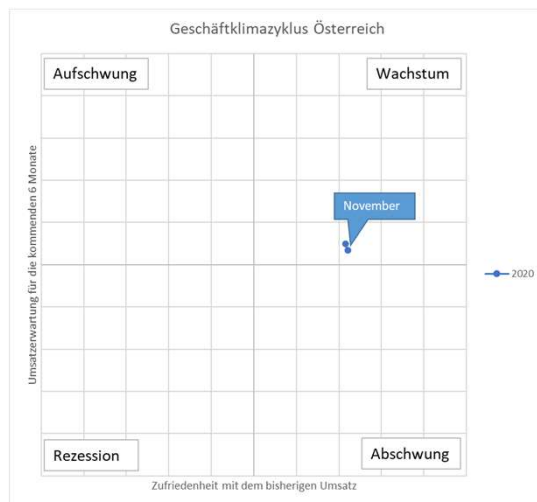 Geschäftklimazyklus Österreich
Aufschwung
Wachstum
Umsatzerwartung für die kommenden 6 Monate
November
2020
Rezession
Abschwung
Zufriedenheit mit dem bisherigen Umsatz